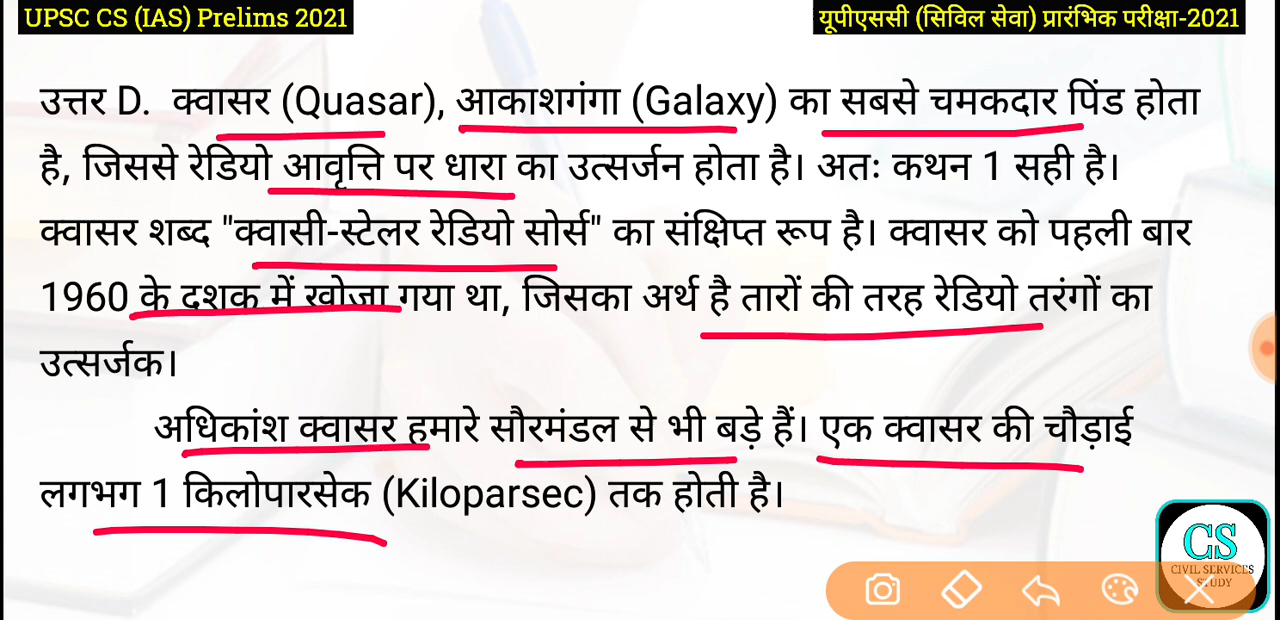 UPSC CS (IAS) Prelims 2021
यूपीएससी (सिविल सेवा) प्रारंभिक परीक्षा-2021
उत्तर D. क्वासर (Quasar), आकाशगंगा (Galaxy) का सबसे चमकदार पिंड होता
है, जिससे रेडियो आवृत्ति पर धारा का उत्सर्जन होता है। अतः कथन 1 सही है।
क्वासर शब्द "क्वासी-स्टेलर रेडियो सोर्स" का संक्षिप्त रूप है। क्वासर को पहली बार
1960 के दशक में खोजा गया था, जिसका अर्थ है तारों की तरह रेडियो तरंगों का
उत्सर्जक।
अधिकांश क्वासर हमारे सौरमंडल से भी बड़े हैं। एक क्वासर की चौड़ाई
लगभग 1 किलोपारसेक (Kiloparsec) तक होती है।
CS
CIVIL SERVICES
STUDY